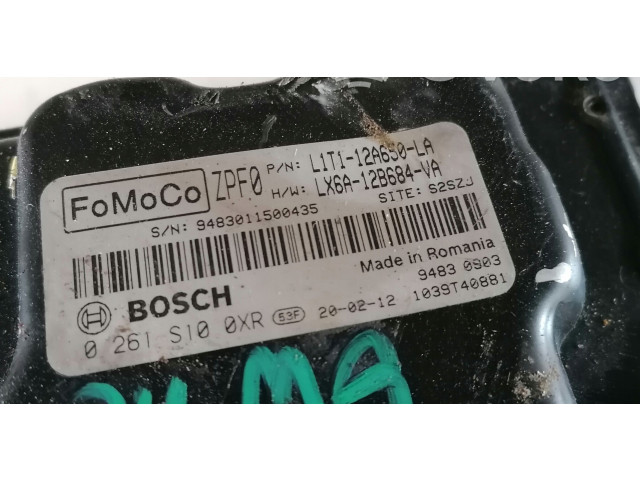 FoMoCo ZPF0 P/N: L1T1-12A650-LA
H/W: LX6A-12B684-VA
S/N: 9483011500435 SITE: S2SZJ
Made in Romania
9483 0903
BOSCH
0 261 S10 0XR 53F 20-02-12 1039T40881